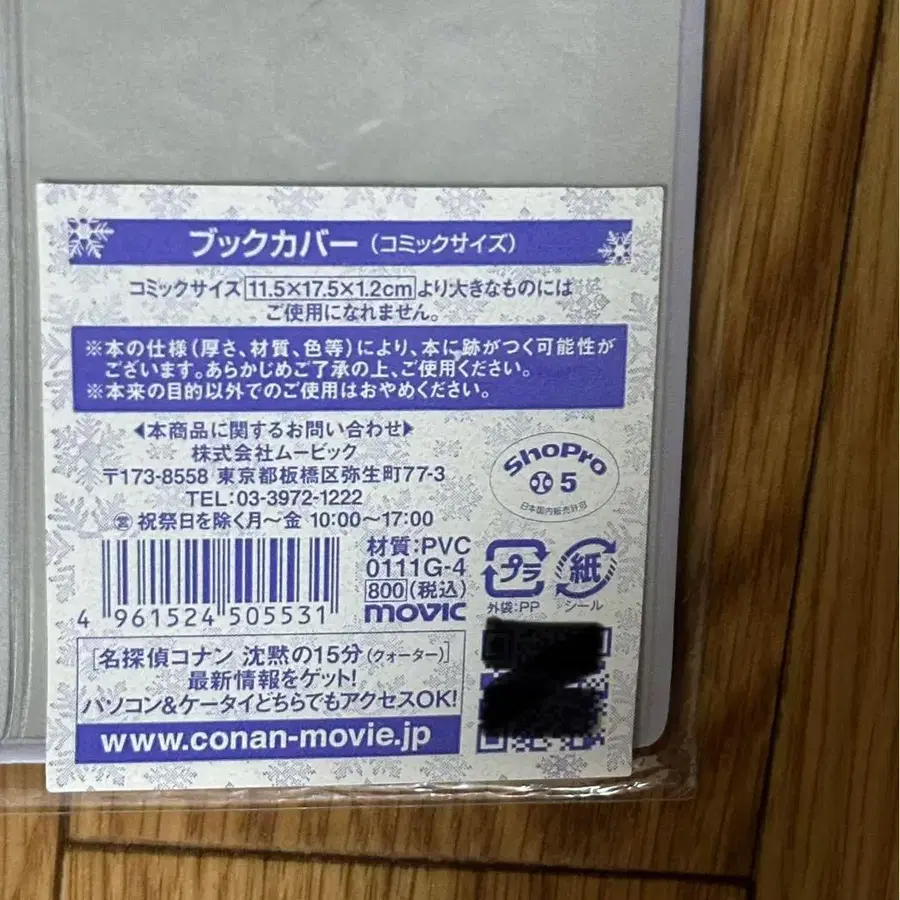 ブックカバー（コミックサイズ）
コミックサイズ 11.5×17.5×1.2cm より大きなものには
ご使用になれません。
※本の仕様（厚さ、材質、色等）により、本に跡がつく可能性が
ございます。あらかじめご了承の上、ご使用ください。
※本来の目的以外でのご使用はおやめください。
◀本商品に関するお問い合わせ▶
株式会社ムービック
〒173-8558 東京都板橋区弥生町77-3
TEL:03-3972-1222
㊡ 祝祭日を除く月〜金 10:00〜17:00
ShoPro
5
日本国内販売許可
材質:PVC
0111G-4
800(税込)
movic
4 961524 505531
プラ
外袋:PP
紙
シール
［名探偵コナン 沈黙の15分（クォーター）］
最新情報をゲット!
パソコン&ケータイどちらでもアクセスOK!
www.conan-movie.jp